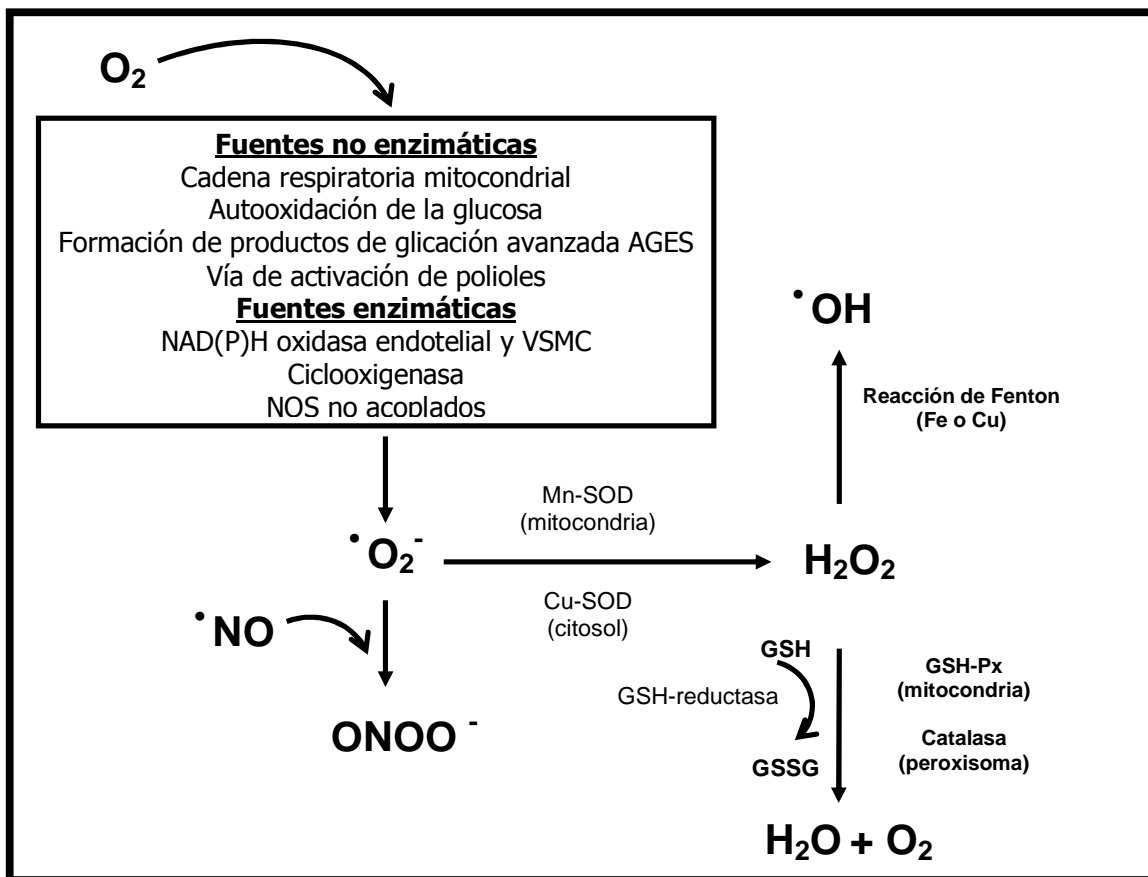 O₂
Fuentes no enzimáticas
Cadena respiratoria mitocondrial
Autooxidación de la glucosa
Formación de productos de glicación avanzada AGES
Vía de activación de polioles
Fuentes enzimáticas
NAD(P)H oxidasa endotelial y VSMC
Ciclooxigenasa
NOS no acoplados
•OH
Reacción de Fenton
(Fe o Cu)
Mn-SOD
(mitocondria)
•O₂⁻
H₂O₂
Cu-SOD
(citosol)
•NO
ONOO⁻
GSH
GSH-reductasa
GSSG
GSH-Px
(mitocondria)
Catalasa
(peroxisoma)
H₂O + O₂